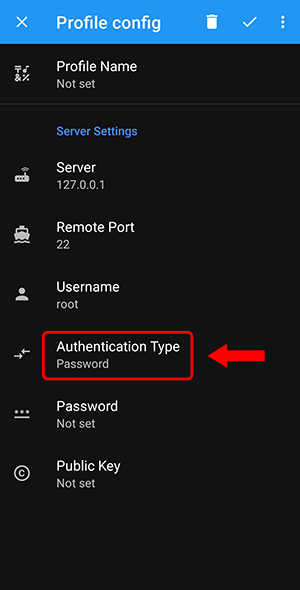 Profile config
Profile Name
Not set
Server Settings
Server
127.0.0.1
Remote Port
22
Username
root
Authentication Type
Password
Password
Not set
Public Key
Not set